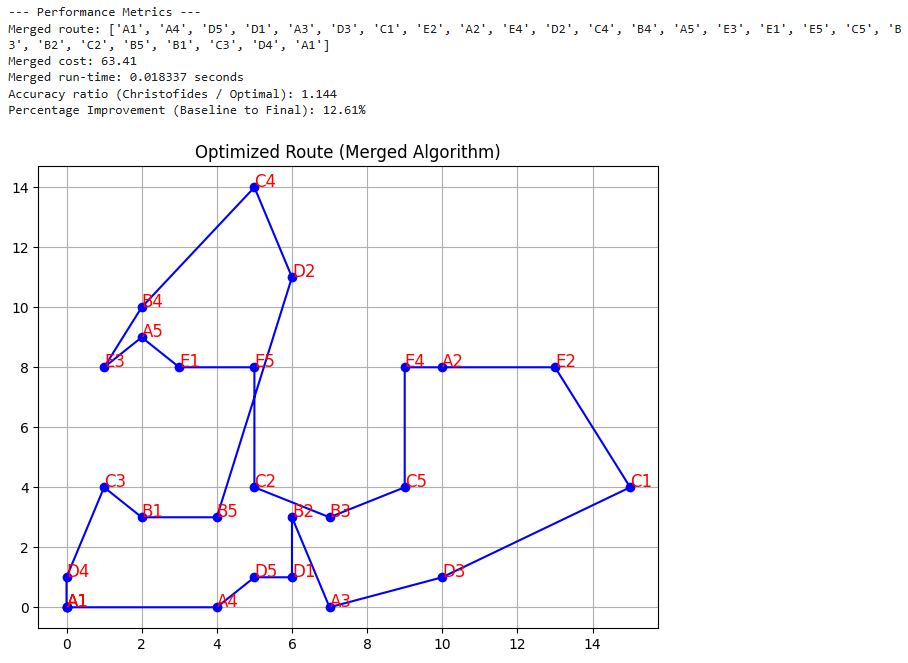 --- Performance Metrics ---
Merged route: ['A1', 'A4', 'D5', 'D1', 'A3', 'D3', 'C1', 'E2', 'A2', 'E4', 'D2', 'C4', 'B4', 'A5', 'E3', 'E1', 'E5', 'C5', 'B
3', 'B2', 'C2', 'B5', 'B1', 'C3', 'D4', 'A1']
Merged cost: 63.41
Merged run-time: 0.018337 seconds
Accuracy ratio (Christofides / Optimal): 1.144
Percentage Improvement (Baseline to Final): 12.61%
Optimized Route (Merged Algorithm)
14
C4
12
D2
10
B4
A5
8
E3
E1
E5
E4
A2
E2
6
4
C3
C2
C5
C1
B1
B5
B2
B3
2
D4
D5
D1
D3
0
A1
A4
A3
0 2 4 6 8 10 12 14